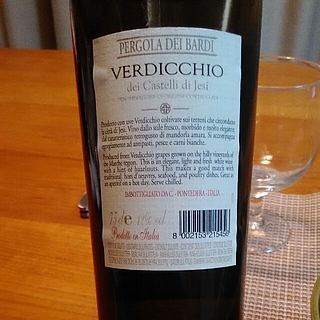 PERGOLA DEI BARDI
VERDICCHIO
dei Castelli di Jesi
DENOMINAZIONE DI ORIGINE CONTROLLATA
Prodotto con uve Verdicchio coltivate sui terreni che circondano
la città di Jesi. Vino dallo stile fresco, morbido e molto elegante,
dal caratteristico retrogusto di mandorla amara. Si accompagna
egregiamente ad antipasti, pesce e carni bianche.
Produced from Verdicchio grapes grown on the hilly vineyards of
the Marche region. This is an elegant, light and fresh white wine
with a hint of hazelnuts. This makes a good match with
traditional hors d'oeuvres, seafood, and poultry dishes. Great as
an aperitif on a hot day. Serve chilled.
IMBOTTIGLIATO DA C. - PONTEDERA - ITALIA
75 cl e
Prodotto in Italia
8 002153 215459